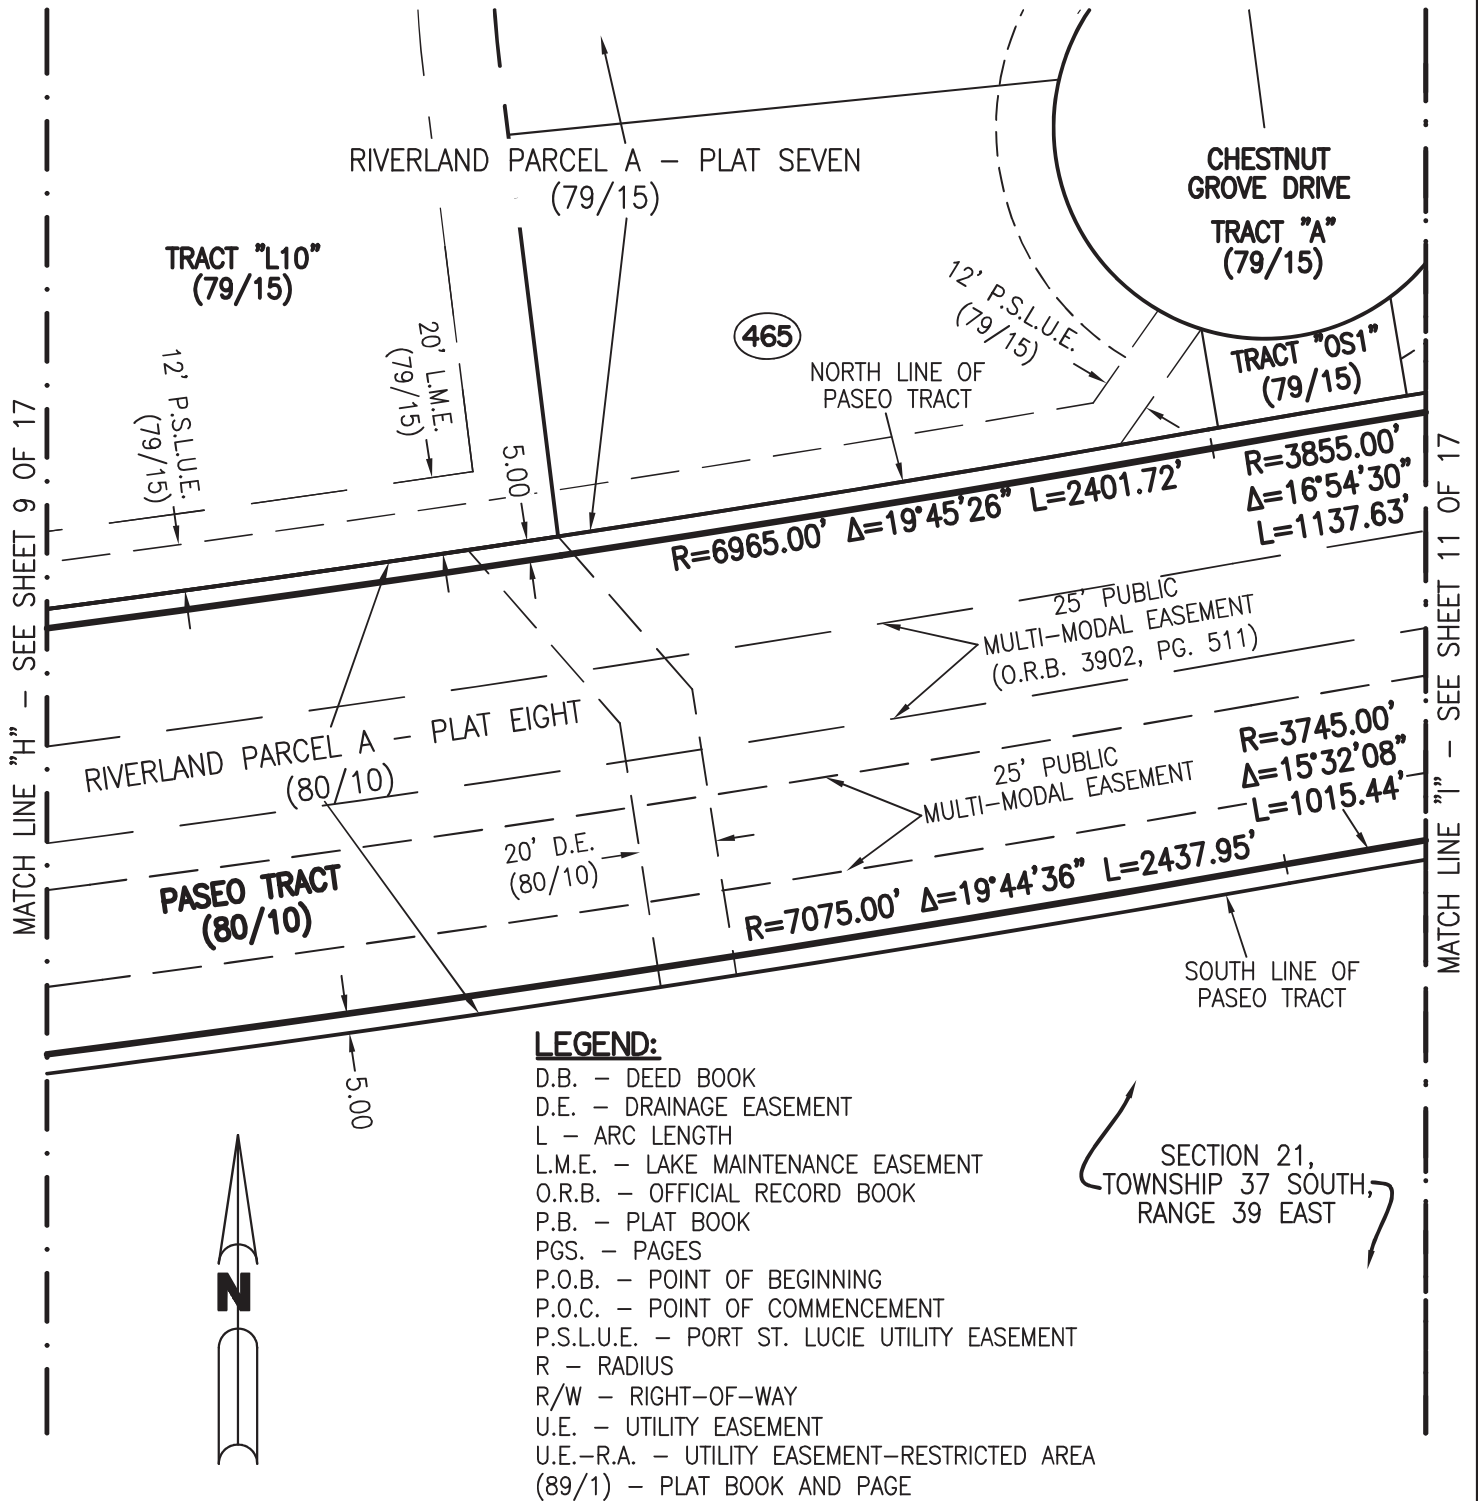 RIVERLAND PARCEL A – PLAT SEVEN
(79/15)
CHESTNUT
GROVE DRIVE
TRACT "A"
(79/15)
TRACT "L10"
(79/15)
12' P.S.L.U.E.
(79/15)
20' L.M.E.
(79/15)
5.00
465
NORTH LINE OF
PASEO TRACT
12' P.S.L.U.E.
(79/15)
TRACT "OS1"
(79/15)
R=3855.00'
Δ=16°54'30"
L=1137.63'
R=6965.00' Δ=19°45'26" L=2401.72'
MATCH LINE "H" – SEE SHEET 9 OF 17
MATCH LINE "I" – SEE SHEET 11 OF 17
25' PUBLIC
MULTI-MODAL EASEMENT
(O.R.B. 3902, PG. 511)
RIVERLAND PARCEL A – PLAT EIGHT
(80/10)
25' PUBLIC
MULTI-MODAL EASEMENT
R=3745.00'
Δ=15°32'08"
L=1015.44'
20' D.E.
(80/10)
PASEO TRACT
(80/10)
R=7075.00' Δ=19°44'36" L=2437.95'
SOUTH LINE OF
PASEO TRACT
5.00
LEGEND:
D.B. – DEED BOOK
D.E. – DRAINAGE EASEMENT
L – ARC LENGTH
L.M.E. – LAKE MAINTENANCE EASEMENT
O.R.B. – OFFICIAL RECORD BOOK
P.B. – PLAT BOOK
PGS. – PAGES
P.O.B. – POINT OF BEGINNING
P.O.C. – POINT OF COMMENCEMENT
P.S.L.U.E. – PORT ST. LUCIE UTILITY EASEMENT
R – RADIUS
R/W – RIGHT-OF-WAY
U.E. – UTILITY EASEMENT
U.E.-R.A. – UTILITY EASEMENT-RESTRICTED AREA
(89/1) – PLAT BOOK AND PAGE
SECTION 21,
TOWNSHIP 37 SOUTH,
RANGE 39 EAST
N